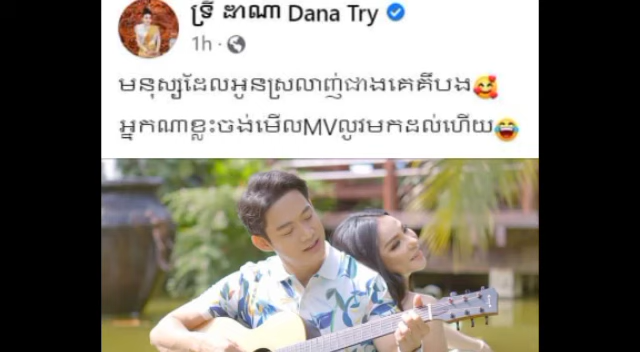 ទ្រី ដាណា Dana Try
1h ·
មនុស្សដែលអូនស្រលាញ់ជាងគេគឺបង🥰
អ្នកណាខ្លះចង់មើលMVលូវមកដល់ហើយ😂